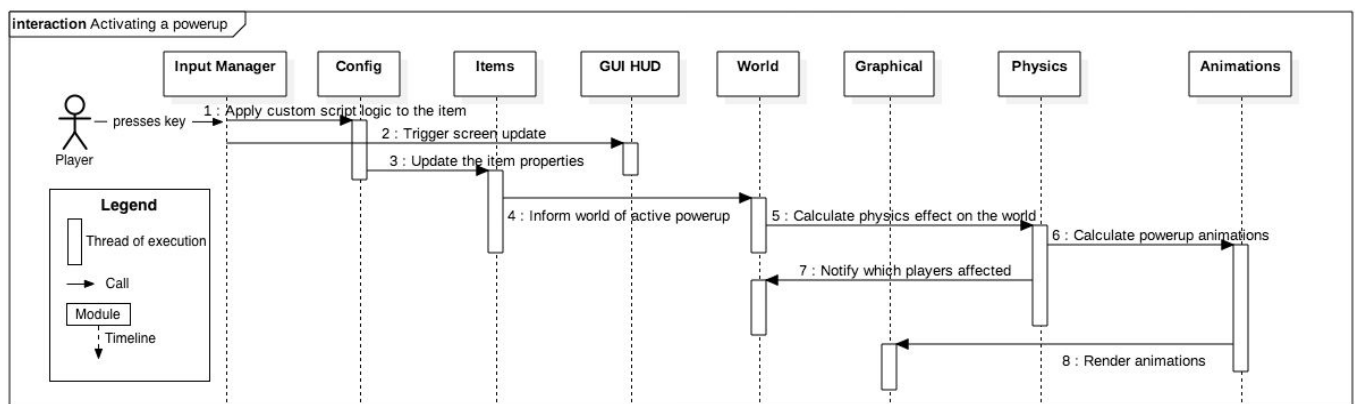 interaction Activating a powerup
Input Manager
Config
Items
GUI HUD
World
Graphical
Physics
Animations
1 : Apply custom script logic to the item
presses key
2 : Trigger screen update
Player
3 : Update the item properties
4 : Inform world of active powerup
5 : Calculate physics effect on the world
6 : Calculate powerup animations
7 : Notify which players affected
8 : Render animations
Legend
Thread of execution
Call
Module
Timeline